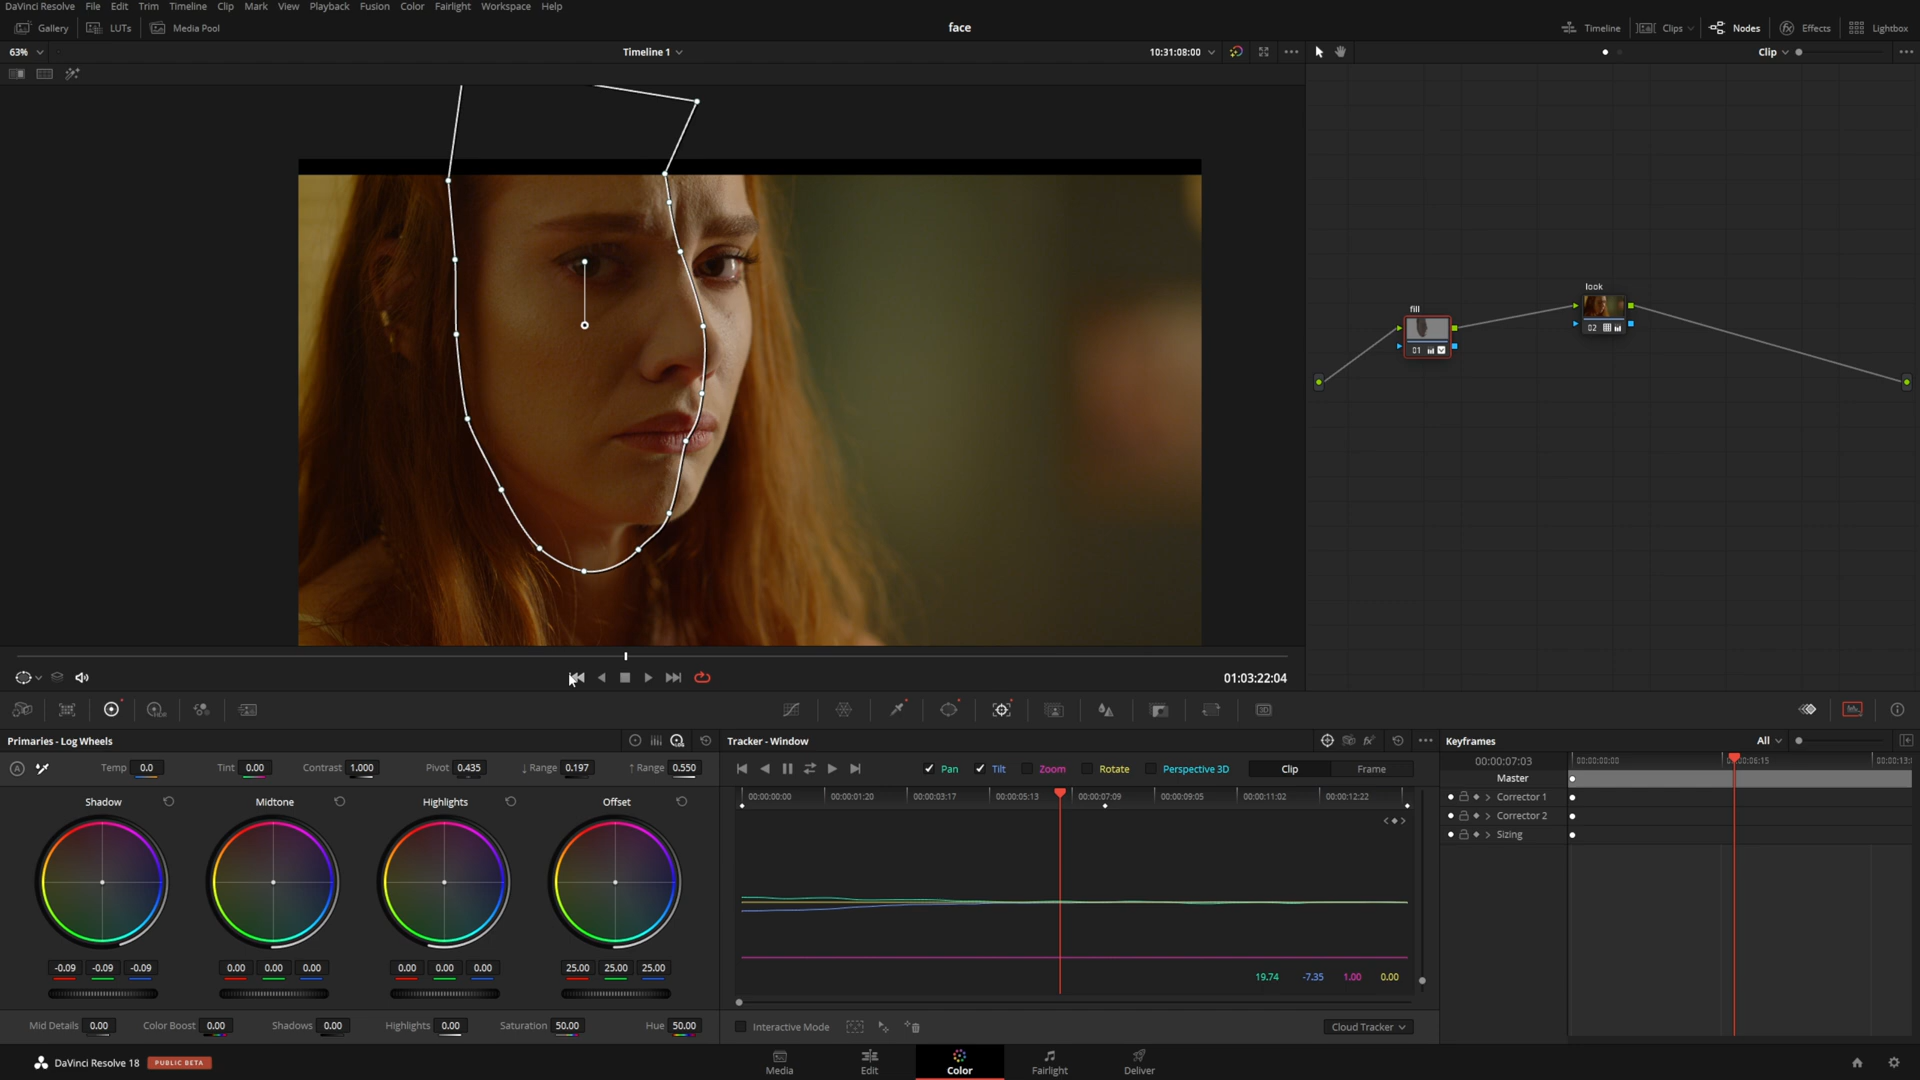 DaVinci Resolve File Edit Trim Timeline Clip Mark View Playback Fusion Color Fairlight Workspace Help
Gallery LUTs Media Pool face Timeline Clips Nodes Effects Lightbox
63% Timeline 1 10:31:08:00 Clip
look
02
fill
01
01:03:22:04
Primaries - Log Wheels Tracker - Window Keyframes All
A Temp 0.0 Tint 0.00 Contrast 1.000 Pivot 0.435 ↓ Range 0.197 ↑ Range 0.550
Pan Tilt Zoom Rotate Perspective 3D Clip Frame
00:00:07:03 00:00:00:00
Master
Shadow Midtone Highlights Offset
00:00:00:00 00:00:01:20 00:00:03:17 00:00:05:13 00:00:07:09 00:00:09:05 00:00:11:02 00:00:12:22
Corrector 1
Corrector 2
Sizing
-0.09 -0.09 -0.09 0.00 0.00 0.00 0.00 0.00 0.00 25.00 25.00 25.00
19.74 -7.35 1.00 0.00
Mid Details 0.00 Color Boost 0.00 Shadows 0.00 Highlights 0.00 Saturation 50.00 Hue 50.00
Interactive Mode Cloud Tracker
DaVinci Resolve 18 PUBLIC BETA
Media Edit Color Fairlight Deliver